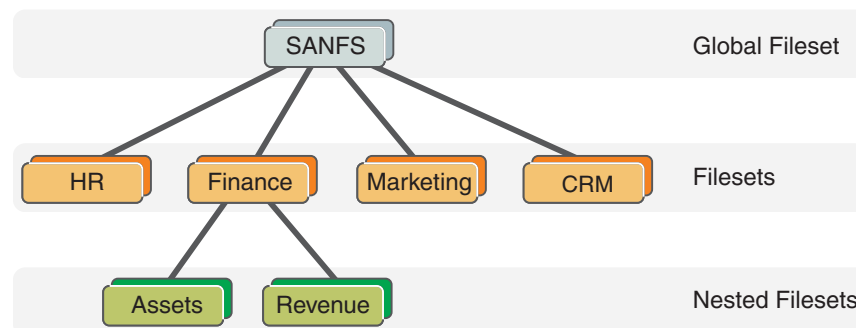 SANFS
Global Fileset
HR
Finance
Marketing
CRM
Filesets
Assets
Revenue
Nested Filesets